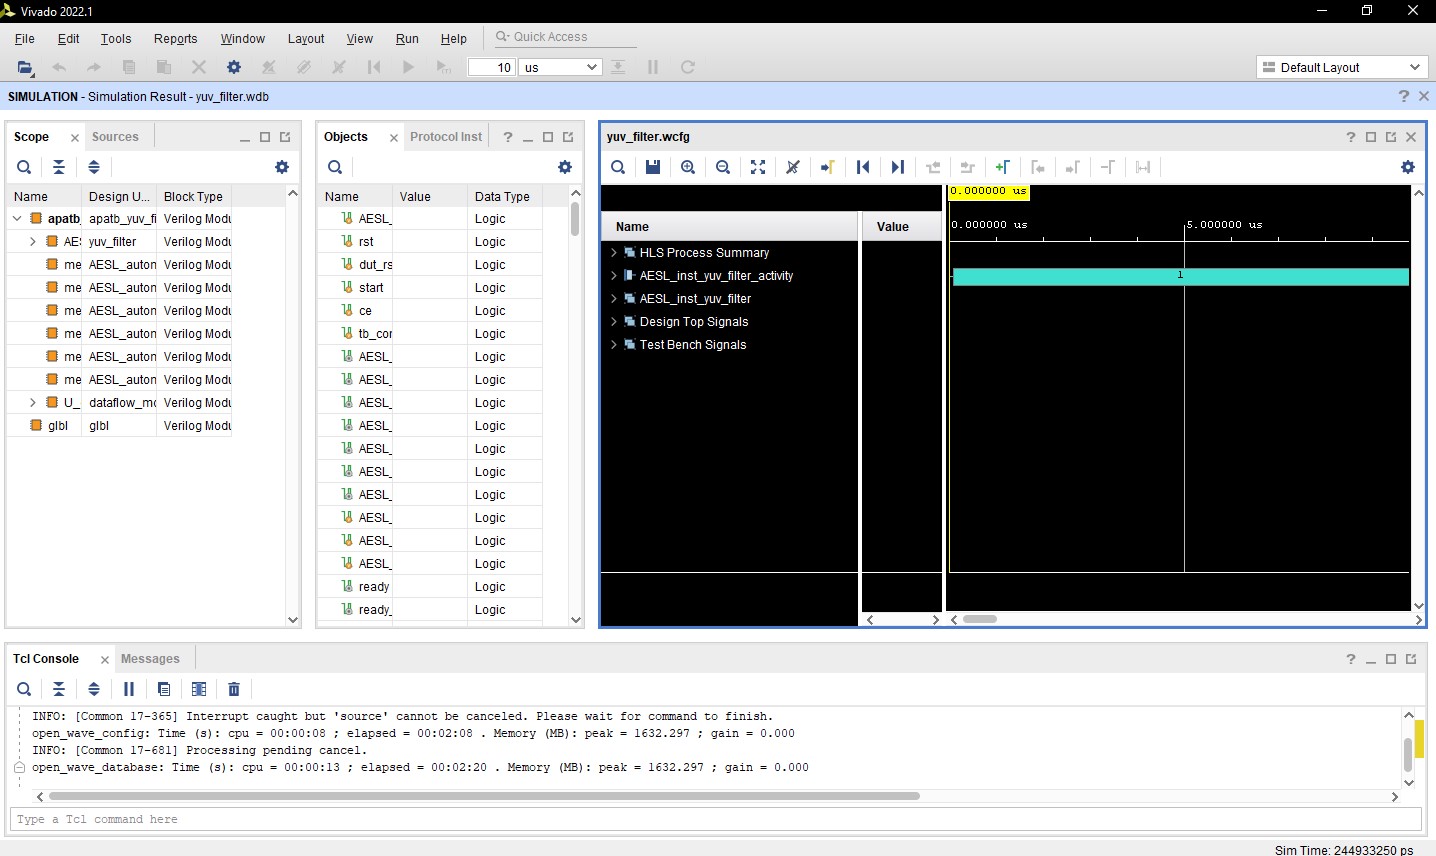 Vivado 2022.1
File Edit Tools Reports Window Layout View Run Help Quick Access
10 us Default Layout
SIMULATION - Simulation Result - yuv_filter.wdb
Scope Sources
Name Design U... Block Type
apatb_ apatb_yuv_fi Verilog Modu
AES yuv_filter Verilog Modu
me AESL_auton Verilog Modu
me AESL_auton Verilog Modu
me AESL_auton Verilog Modu
me AESL_auton Verilog Modu
me AESL_auton Verilog Modu
me AESL_auton Verilog Modu
U_ dataflow_mo Verilog Modu
glbl glbl Verilog Modu
Objects Protocol Inst
Name Value Data Type
AESL_ Logic
rst Logic
dut_rs Logic
start Logic
ce Logic
tb_cor Logic
AESL_ Logic
AESL_ Logic
AESL_ Logic
AESL_ Logic
AESL_ Logic
AESL_ Logic
AESL_ Logic
AESL_ Logic
AESL_ Logic
AESL_ Logic
ready Logic
ready_ Logic
yuv_filter.wcfg
0.000000 us
Name Value
0.000000 us 5.000000 us
HLS Process Summary
AESL_inst_yuv_filter_activity
1
AESL_inst_yuv_filter
Design Top Signals
Test Bench Signals
Tcl Console Messages
INFO: [Common 17-365] Interrupt caught but 'source' cannot be canceled. Please wait for command to finish.
open_wave_config: Time (s): cpu = 00:00:08 ; elapsed = 00:02:08 . Memory (MB): peak = 1632.297 ; gain = 0.000
INFO: [Common 17-681] Processing pending cancel.
open_wave_database: Time (s): cpu = 00:00:13 ; elapsed = 00:02:20 . Memory (MB): peak = 1632.297 ; gain = 0.000
Type a Tcl command here
Sim Time: 244933250 ps